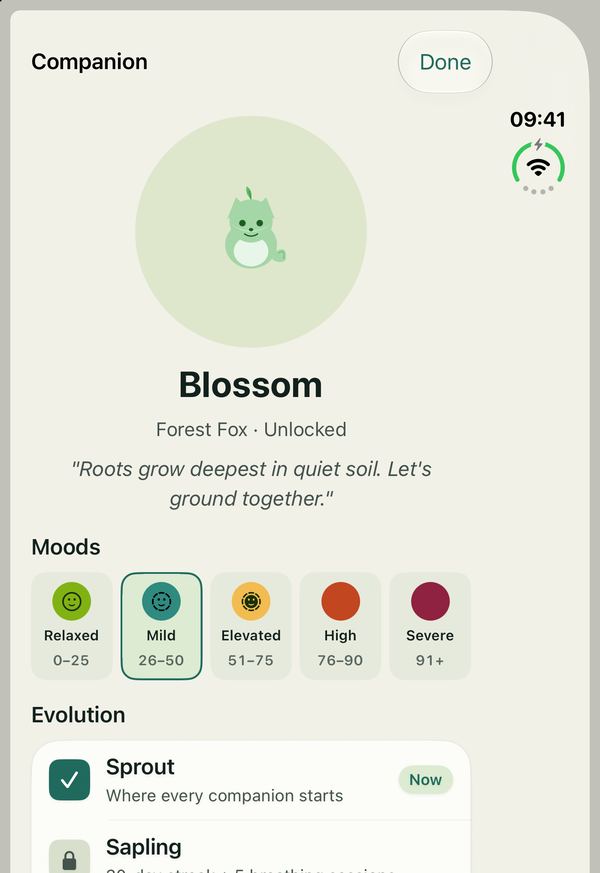 Companion
Done
09:41
Blossom
Forest Fox · Unlocked
"Roots grow deepest in quiet soil. Let's
ground together."
Moods
Relaxed
0–25
Mild
26–50
Elevated
51–75
High
76–90
Severe
91+
Evolution
Sprout
Now
Where every companion starts
Sapling